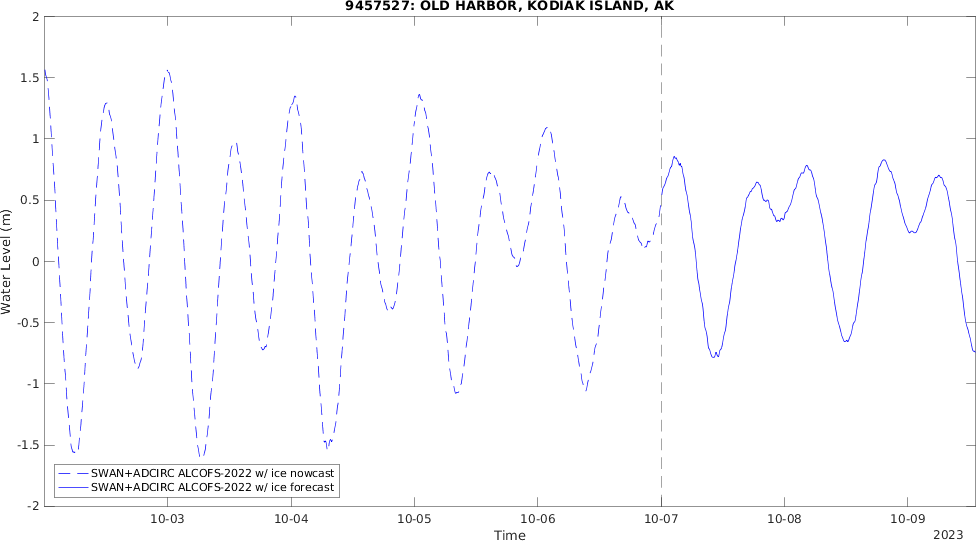 9457527: OLD HARBOR, KODIAK ISLAND, AK
2
1.5
1
0.5
0
-0.5
-1
-1.5
-2
Water Level (m)
SWAN+ADCIRC ALCOFS-2022 w/ ice nowcast
SWAN+ADCIRC ALCOFS-2022 w/ ice forecast
10-03 10-04 10-05 10-06 10-07 10-08 10-09
Time
2023